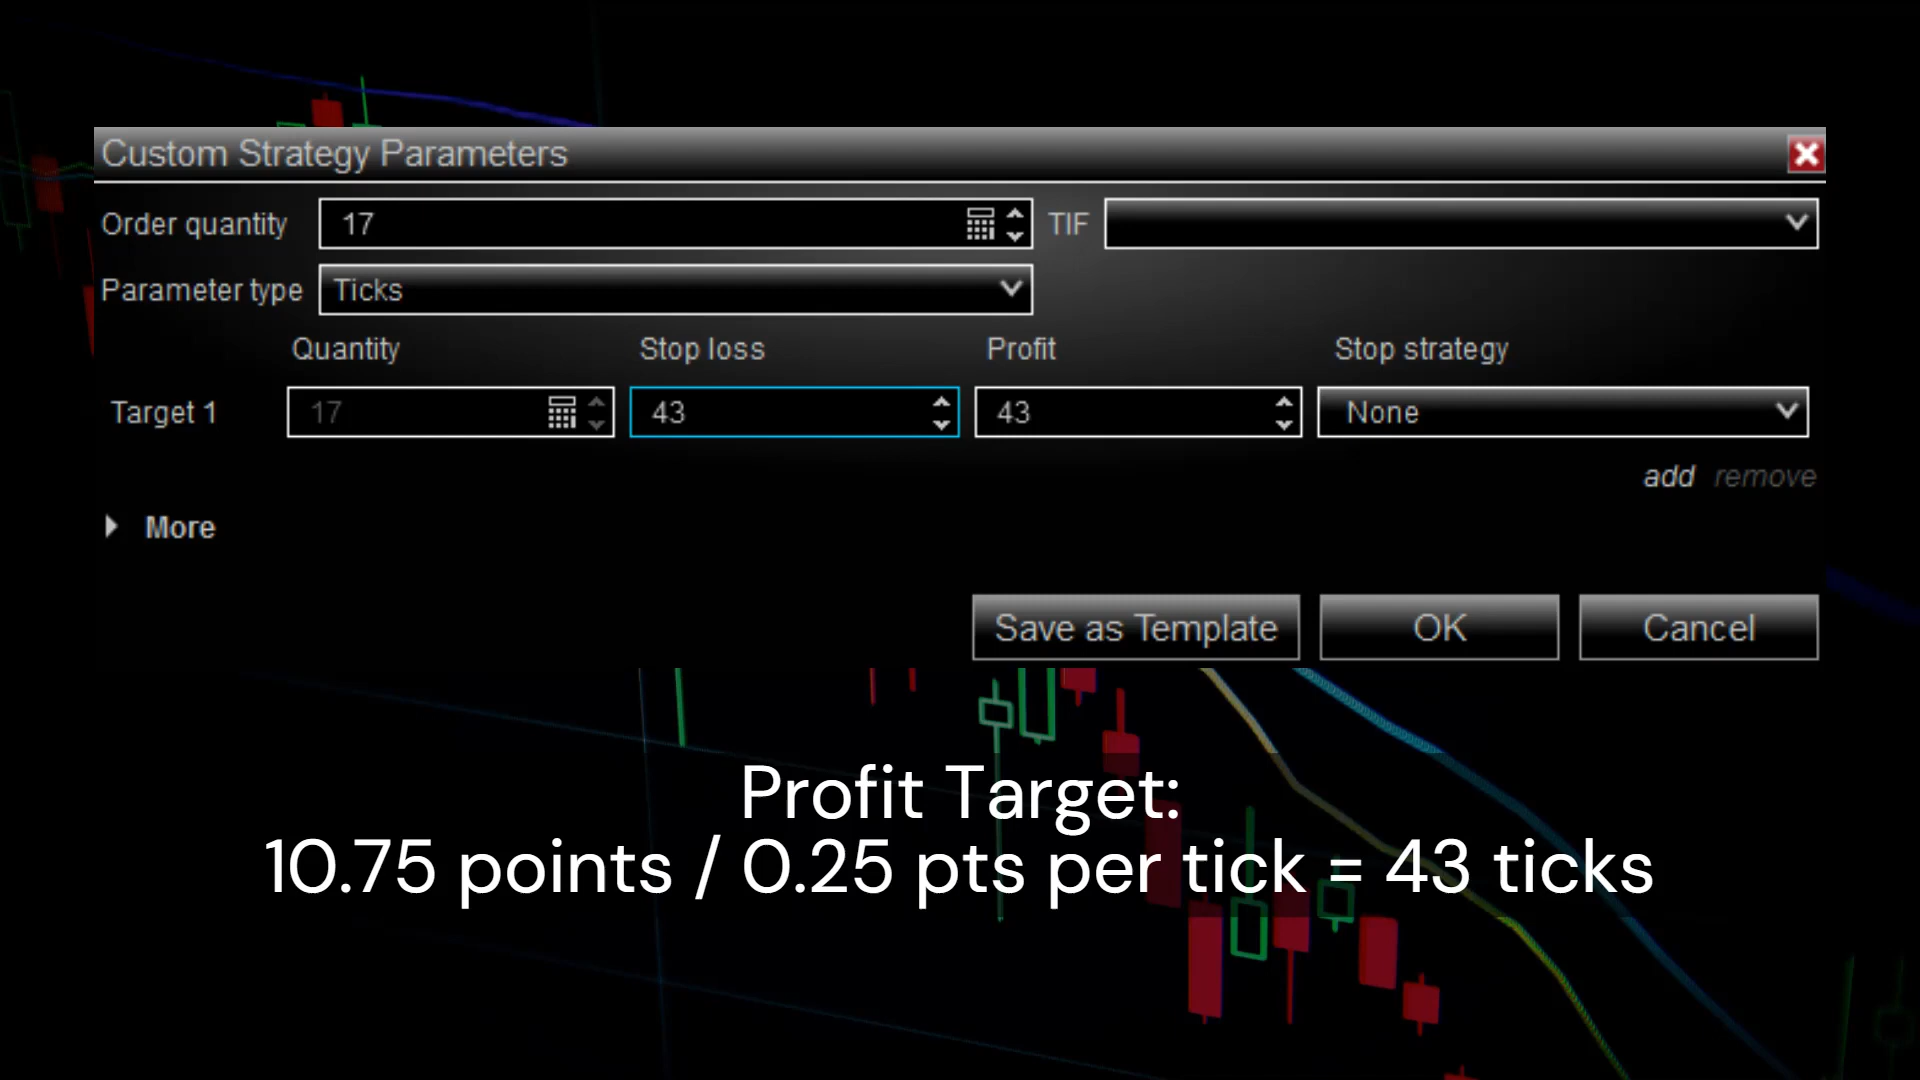 Custom Strategy Parameters
Order quantity 17 TIF
Parameter type Ticks
Quantity Stop loss Profit Stop strategy
Target 1 17 43 43 None
add remove
More
Save as Template OK Cancel
Profit Target:
10.75 points / 0.25 pts per tick = 43 ticks